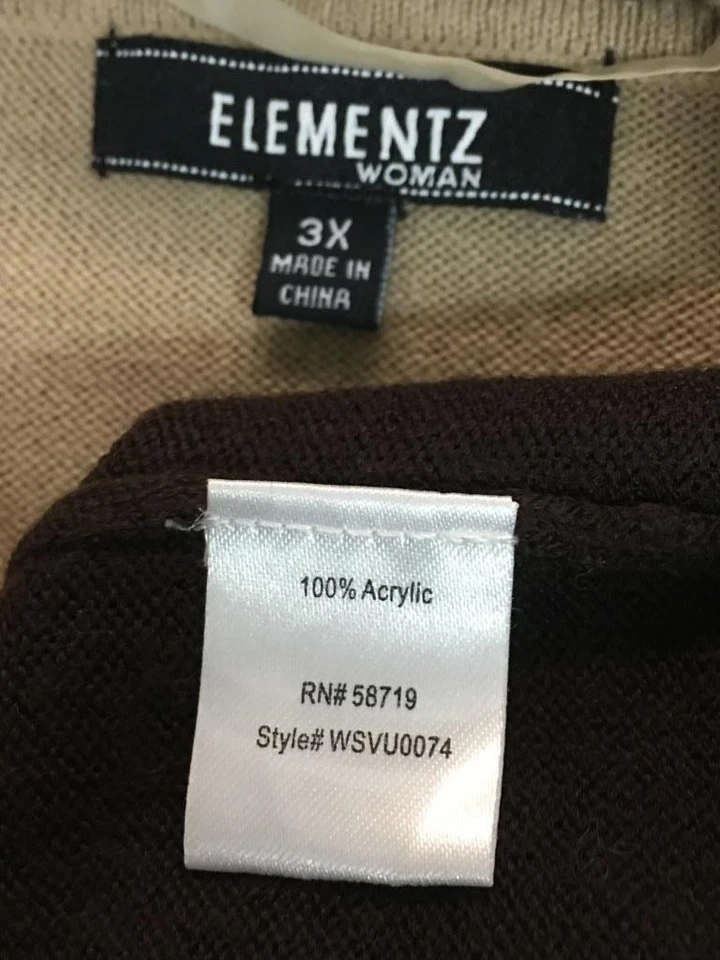 ELEMENTZ
WOMAN
3X
MADE IN
CHINA
100% Acrylic
RN# 58719
Style# WSVU0074